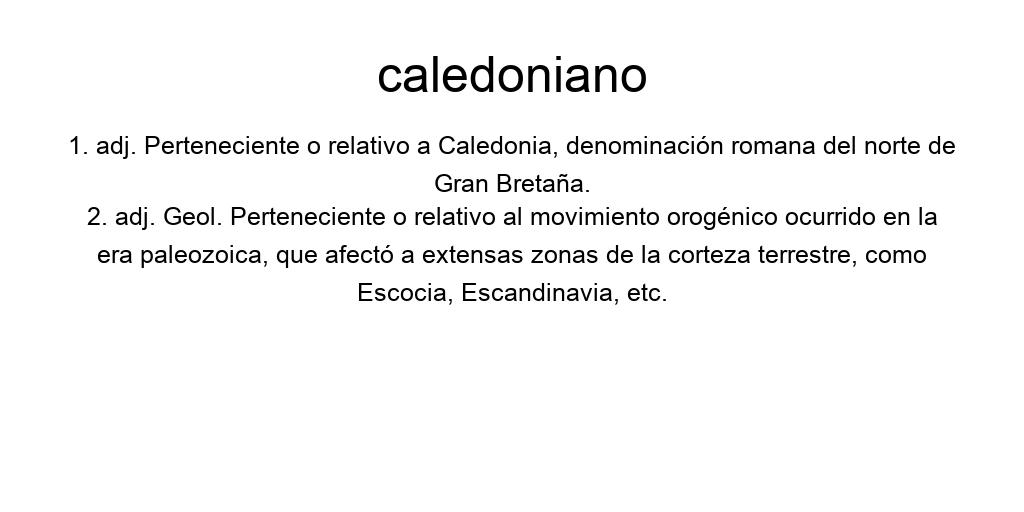 caledoniano
1. adj. Perteneciente o relativo a Caledonia, denominación romana del norte de
Gran Bretaña.
2. adj. Geol. Perteneciente o relativo al movimiento orogénico ocurrido en la
era paleozoica, que afectó a extensas zonas de la corteza terrestre, como
Escocia, Escandinavia, etc.